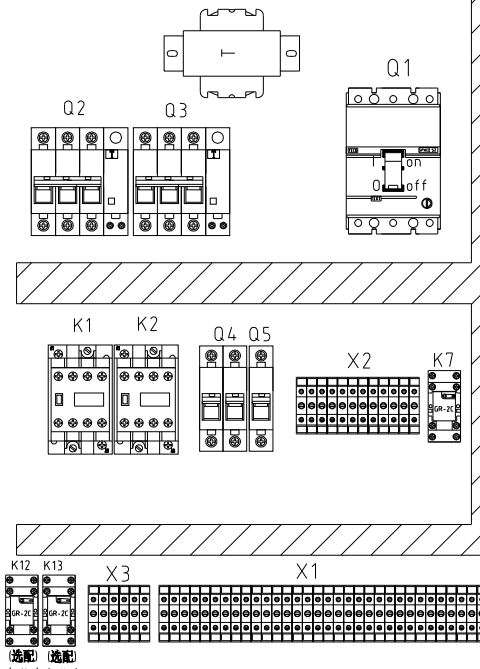 T
Q1
Q2
Q3
I on
O off
K1
K2
Q4
Q5
X2
K7
GR-2C
K12
K13
X3
X1
GR-2C
GR-2C
(选配)
(选配)